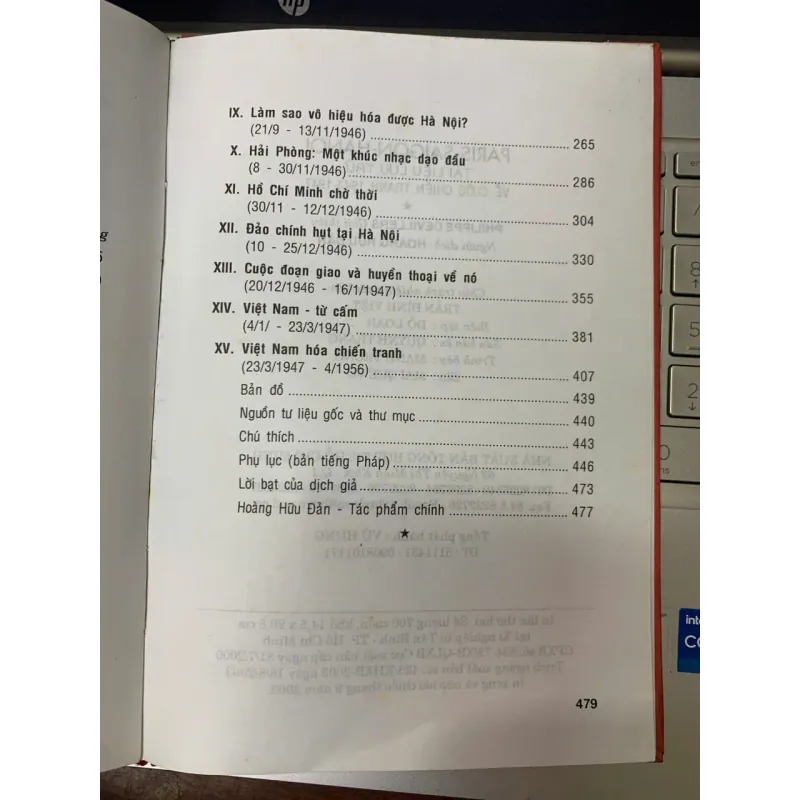 hp
IX. Làm sao vô hiệu hóa được Hà Nội?
(21/9 - 13/11/1946) 265
X. Hải Phòng: Một khúc nhạc dạo đầu
(8 - 30/11/1946) 286
XI. Hồ Chí Minh chờ thời
(30/11 - 12/12/1946) 304
XII. Đảo chính hụt tại Hà Nội
(10 - 25/12/1946) 330
XIII. Cuộc đoạn giao và huyền thoại về nó
(20/12/1946 - 16/1/1947) 355
XIV. Việt Nam - từ cấm
(4/1/ - 23/3/1947) 381
XV. Việt Nam hóa chiến tranh
(23/3/1947 - 4/1956) 407
Bản đồ 439
Nguồn tư liệu gốc và thư mục 440
Chú thích 443
Phụ lục (bản tiếng Pháp) 446
Lời bạt của dịch giả 473
Hoàng Hữu Đản - Tác phẩm chính 477
479